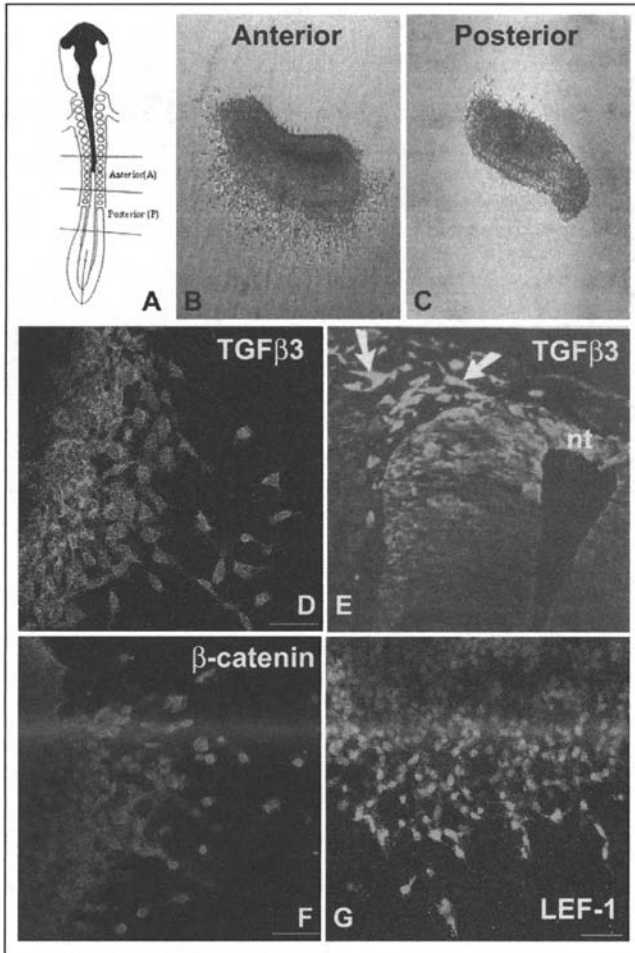 Anterior(A)
Posterior (P)
A
Anterior
B
Posterior
C
TGFβ3
D
TGFβ3
nt
E
β-catenin
F
LEF-1
G